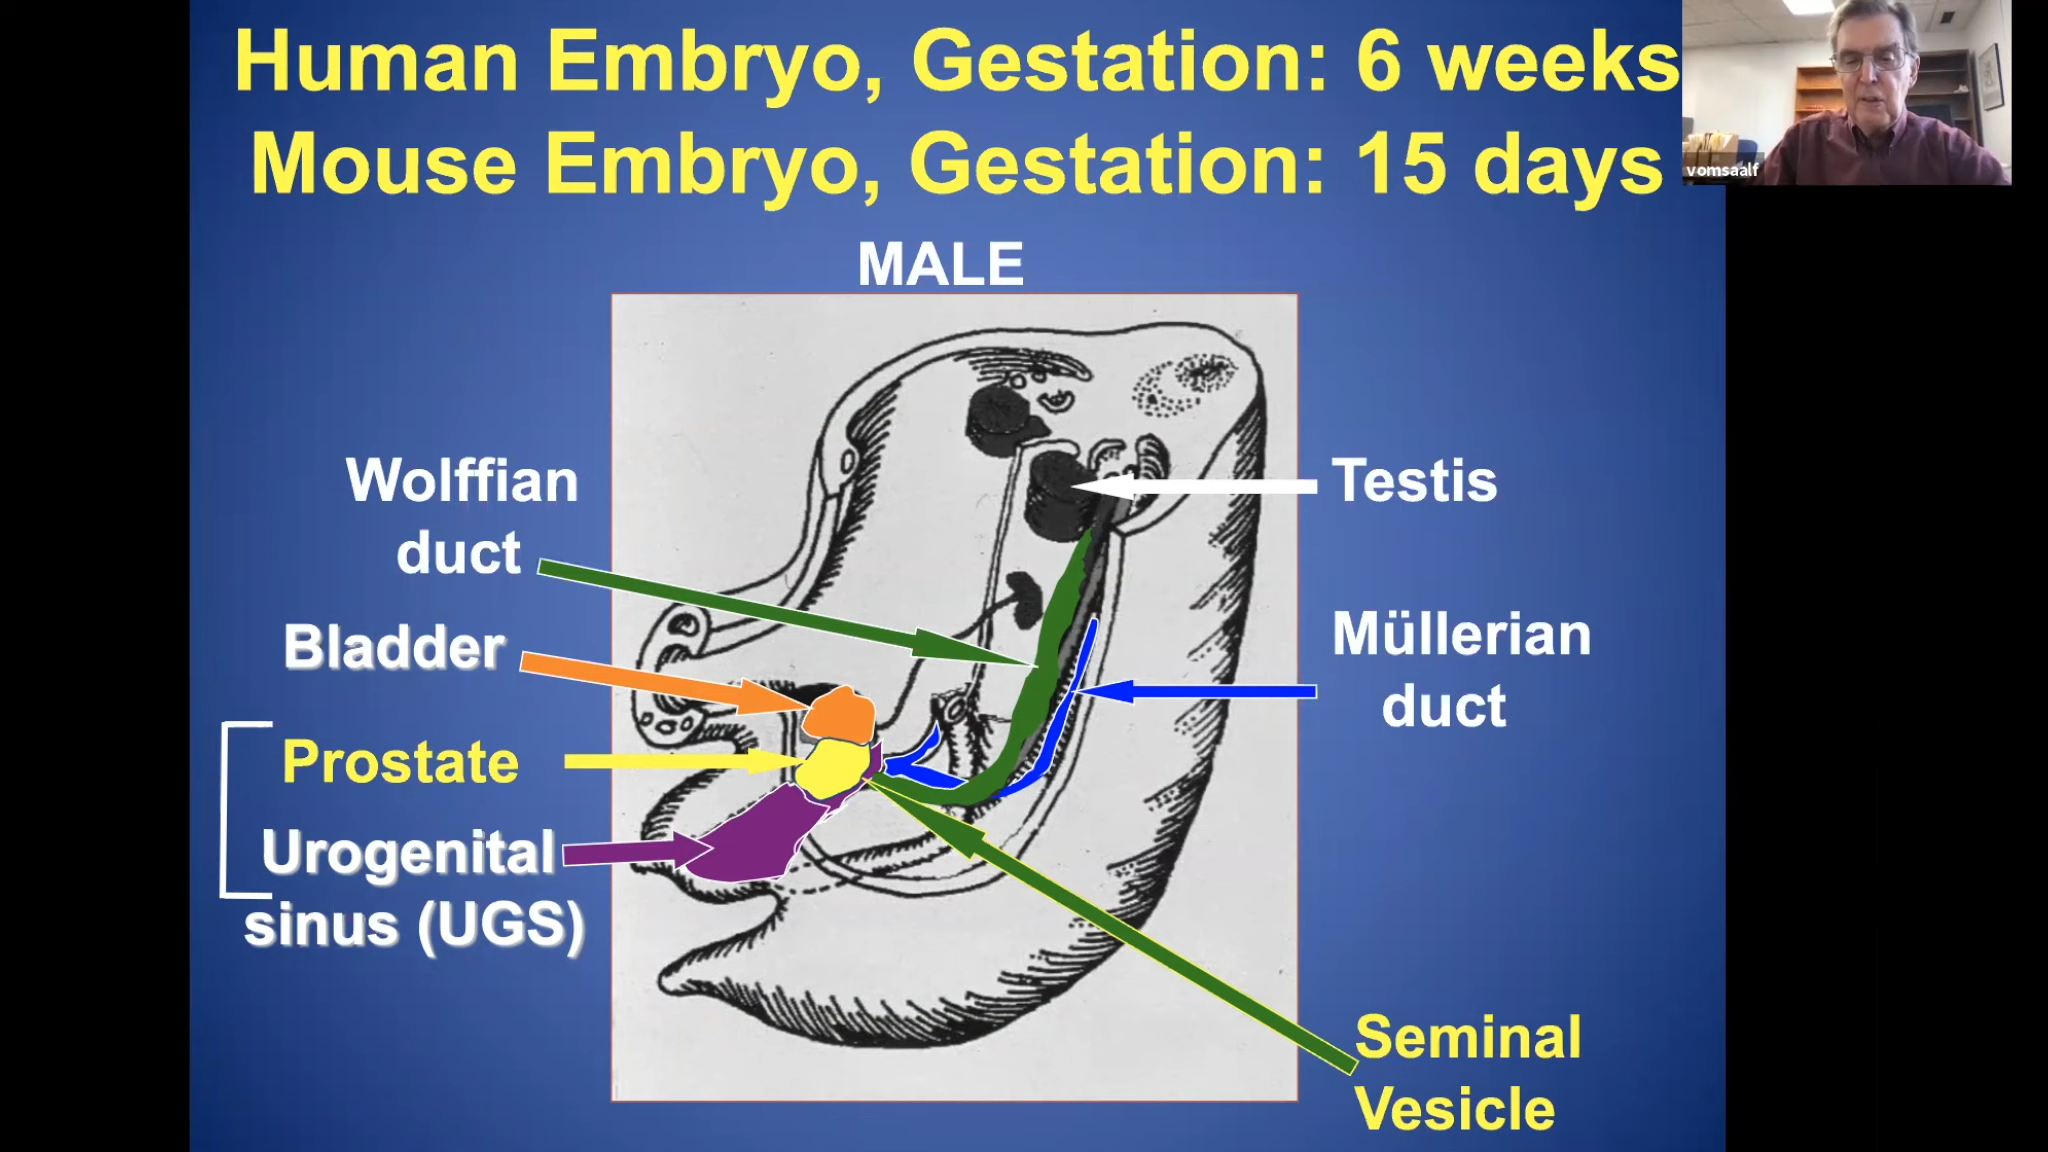 Human Embryo, Gestation: 6 weeks
Mouse Embryo, Gestation: 15 days
vomsaalf
MALE
Wolffian
duct
Bladder
Prostate
Urogenital
sinus (UGS)
Testis
Müllerian
duct
Seminal
Vesicle